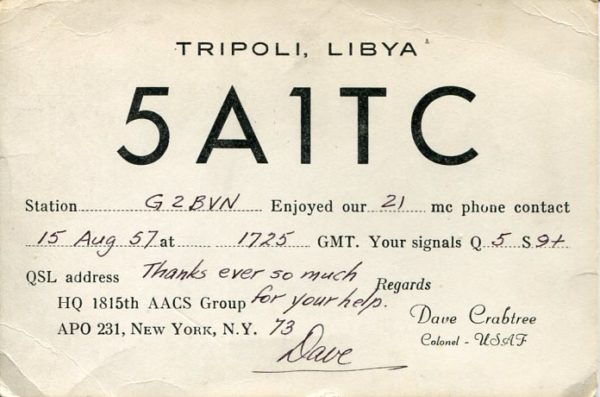 TRIPOLI, LIBYA
5A1TC
Station G2BVN Enjoyed our 21 mc phone contact
15 Aug 57 at 1725 GMT. Your signals Q 5 S 9+
QSL address Thanks ever so much Regards
HQ 1815th AACS Group for your help.
APO 231, NEW YORK, N.Y. 73
Dave Crabtree
Colonel - USAF
Dave